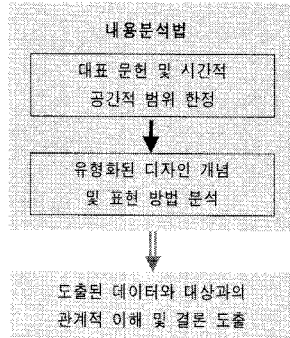 내용분석법
대표 문헌 및 시간적
공간적 범위 한정
유형화된 디자인 개념
및 표현 방법 분석
도출된 데이터와 대상과의
관계적 이해 및 결론 도출